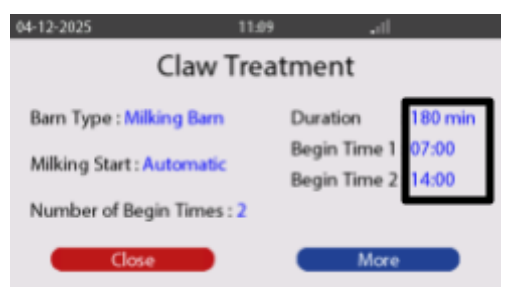 04-12-2025 11:09
Claw Treatment
Barn Type : Milking Barn
Milking Start : Automatic
Number of Begin Times : 2
Duration 180 min
Begin Time 1 07:00
Begin Time 2 14:00
Close More